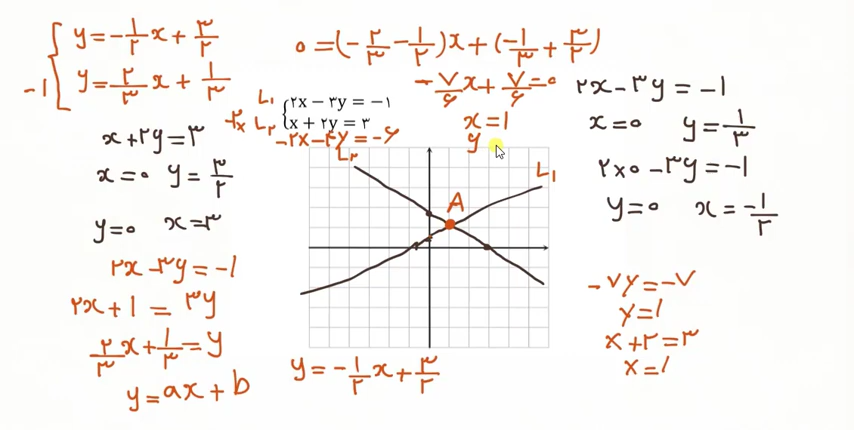 y = -۱/۲ x + ۳/۲
-۱ y = ۲/۳ x + ۱/۳
۰ = (-۲/۳ - ۱/۲)x + (-۱/۳ + ۳/۲)
-۷/۶ x + ۷/۶ = ۰
x = ۱
y
L۱ ۲x − ۳y = −۱
-۲x L۲ x + ۲y = ۳
-۲x - ۴y = -۶
x + ۲y = ۳
x = ۰ y = ۳/۲
y = ۰ x = ۳
۲x - ۳y = -۱
۲x + ۱ = ۳y
۲/۳ x + ۱/۳ = y
y = ax + b
L۲
A
L۱
y = -۱/۲ x + ۳/۲
۲x - ۳y = -۱
x = ۰ y = ۱/۳
۲x۰ - ۳y = -۱
y = ۰ x = -۱/۲
-۷y = -۷
y = ۱
x + ۲ = ۳
x = ۱